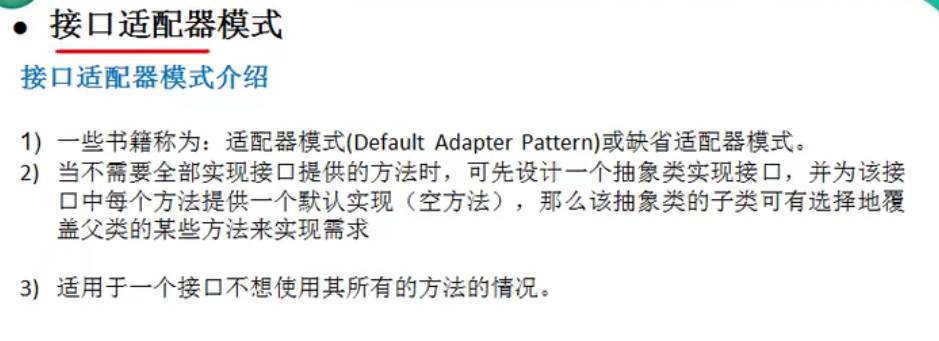 ● 接口适配器模式
接口适配器模式介绍
1) 一些书籍称为：适配器模式(Default Adapter Pattern)或缺省适配器模式。
2) 当不需要全部实现接口提供的方法时，可先设计一个抽象类实现接口，并为该接
口中每个方法提供一个默认实现（空方法），那么该抽象类的子类可有选择地覆
盖父类的某些方法来实现需求
3) 适用于一个接口不想使用其所有的方法的情况。